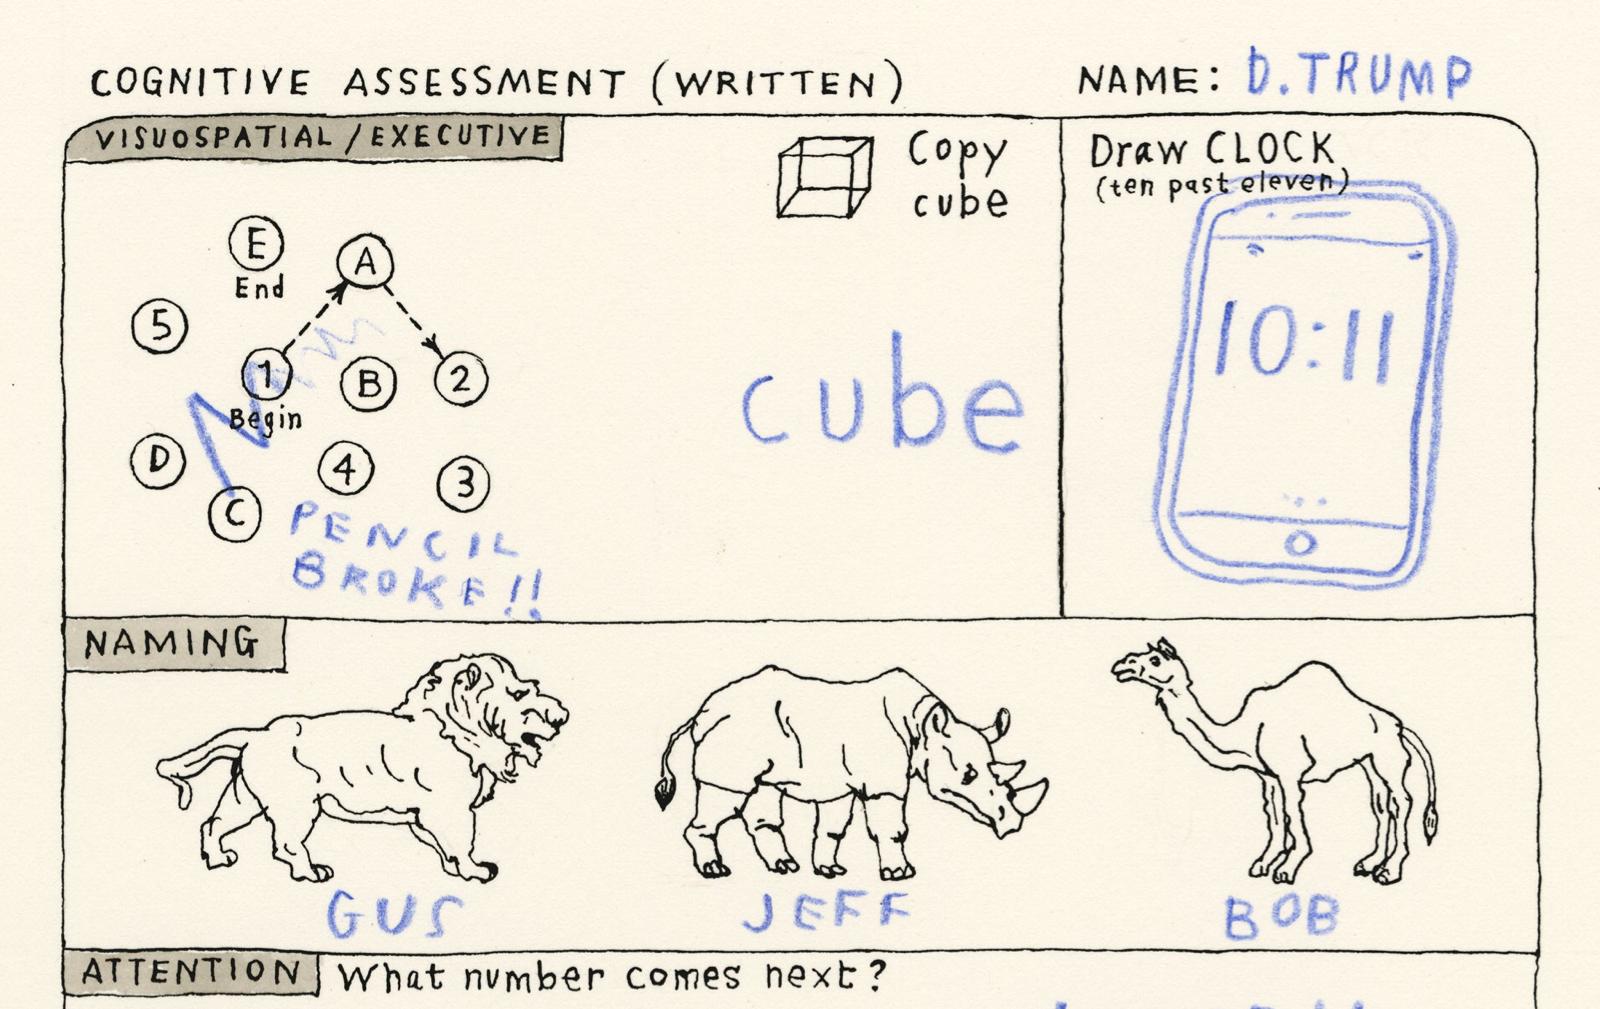 COGNITIVE ASSESSMENT (WRITTEN)
NAME: D.TRUMP
VISUOSPATIAL / EXECUTIVE
Copy
cube
Draw CLOCK
(ten past eleven)
E
End
A
5
1
Begin
B
2
D
4
3
C
PENCIL
BROKE!!
cube
10:11
NAMING
GUS
JEFF
BOB
ATTENTION
What number comes next?